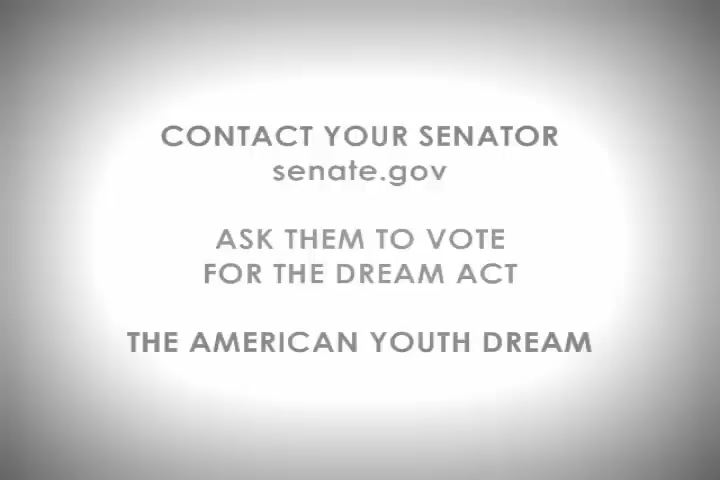 CONTACT YOUR SENATOR
senate.gov
ASK THEM TO VOTE
FOR THE DREAM ACT
THE AMERICAN YOUTH DREAM